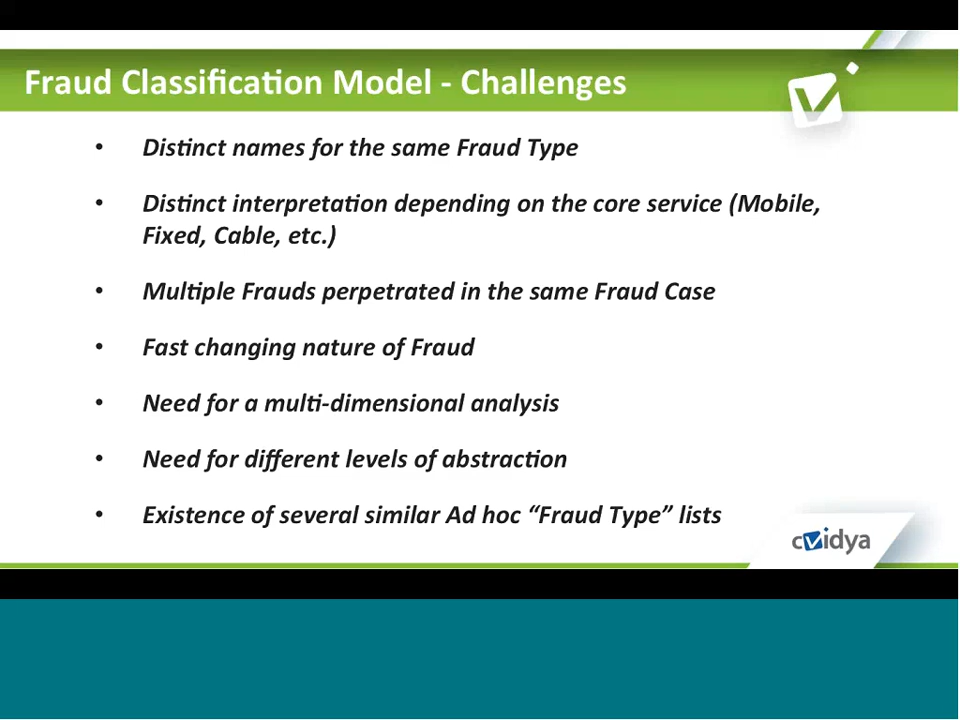 Fraud Classification Model - Challenges
• Distinct names for the same Fraud Type
• Distinct interpretation depending on the core service (Mobile,
Fixed, Cable, etc.)
• Multiple Frauds perpetrated in the same Fraud Case
• Fast changing nature of Fraud
• Need for a multi-dimensional analysis
• Need for different levels of abstraction
• Existence of several similar Ad hoc “Fraud Type” lists
cvidya